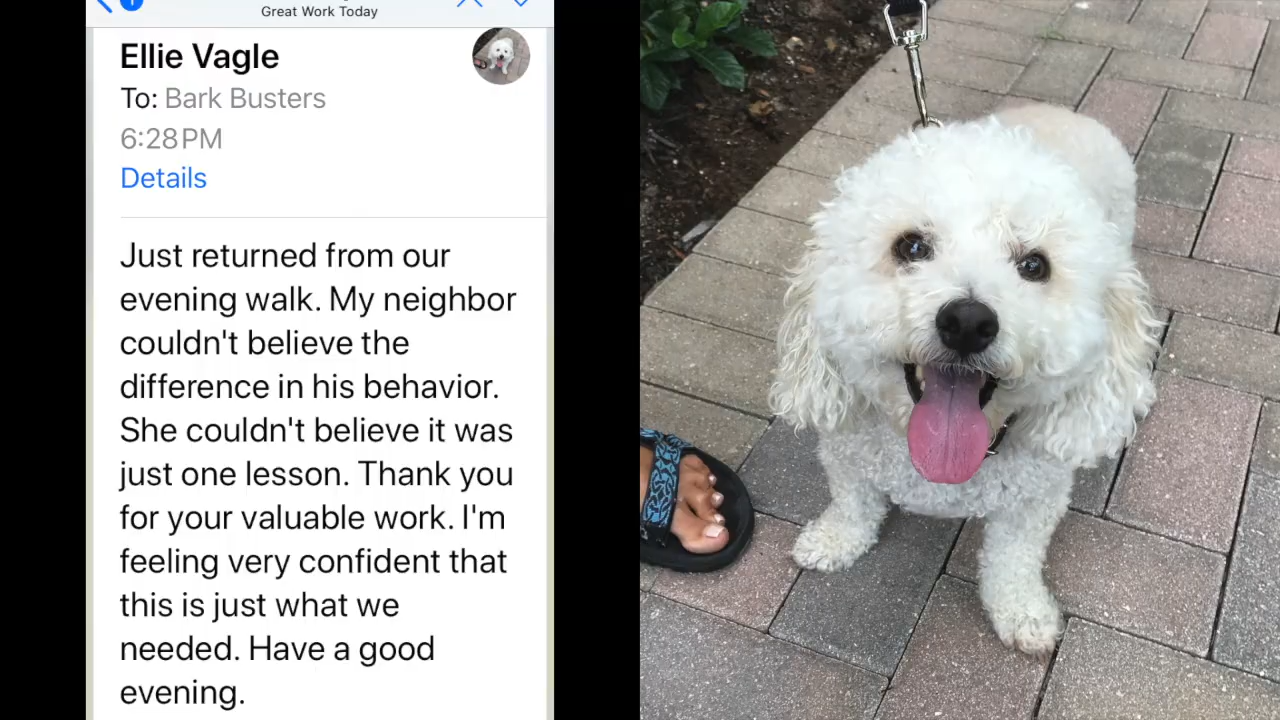 Great Work Today
Ellie Vagle
To: Bark Busters
6:28 PM
Details
Just returned from our
evening walk. My neighbor
couldn't believe the
difference in his behavior.
She couldn't believe it was
just one lesson. Thank you
for your valuable work. I'm
feeling very confident that
this is just what we
needed. Have a good
evening.